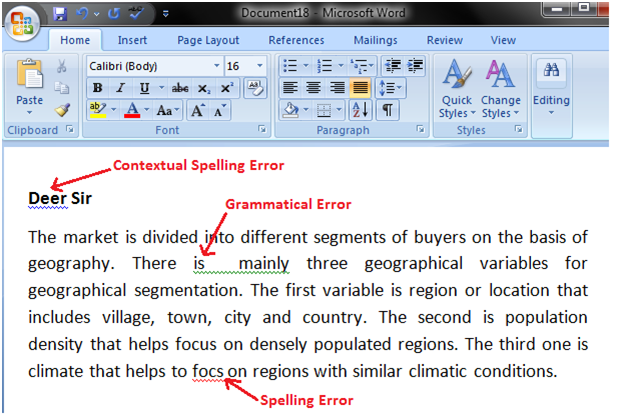 Document18 - Microsoft Word
Home Insert Page Layout References Mailings Review View
Calibri (Body) 16
Paste
B I U abe x₂ x² Aa
ab A Aa A A
Quick Styles Change Styles Editing
Clipboard Font Paragraph Styles
Contextual Spelling Error
Deer Sir
Grammatical Error
The market is divided into different segments of buyers on the basis of
geography. There is mainly three geographical variables for
geographical segmentation. The first variable is region or location that
includes village, town, city and country. The second is population
density that helps focus on densely populated regions. The third one is
climate that helps to focs on regions with similar climatic conditions.
Spelling Error